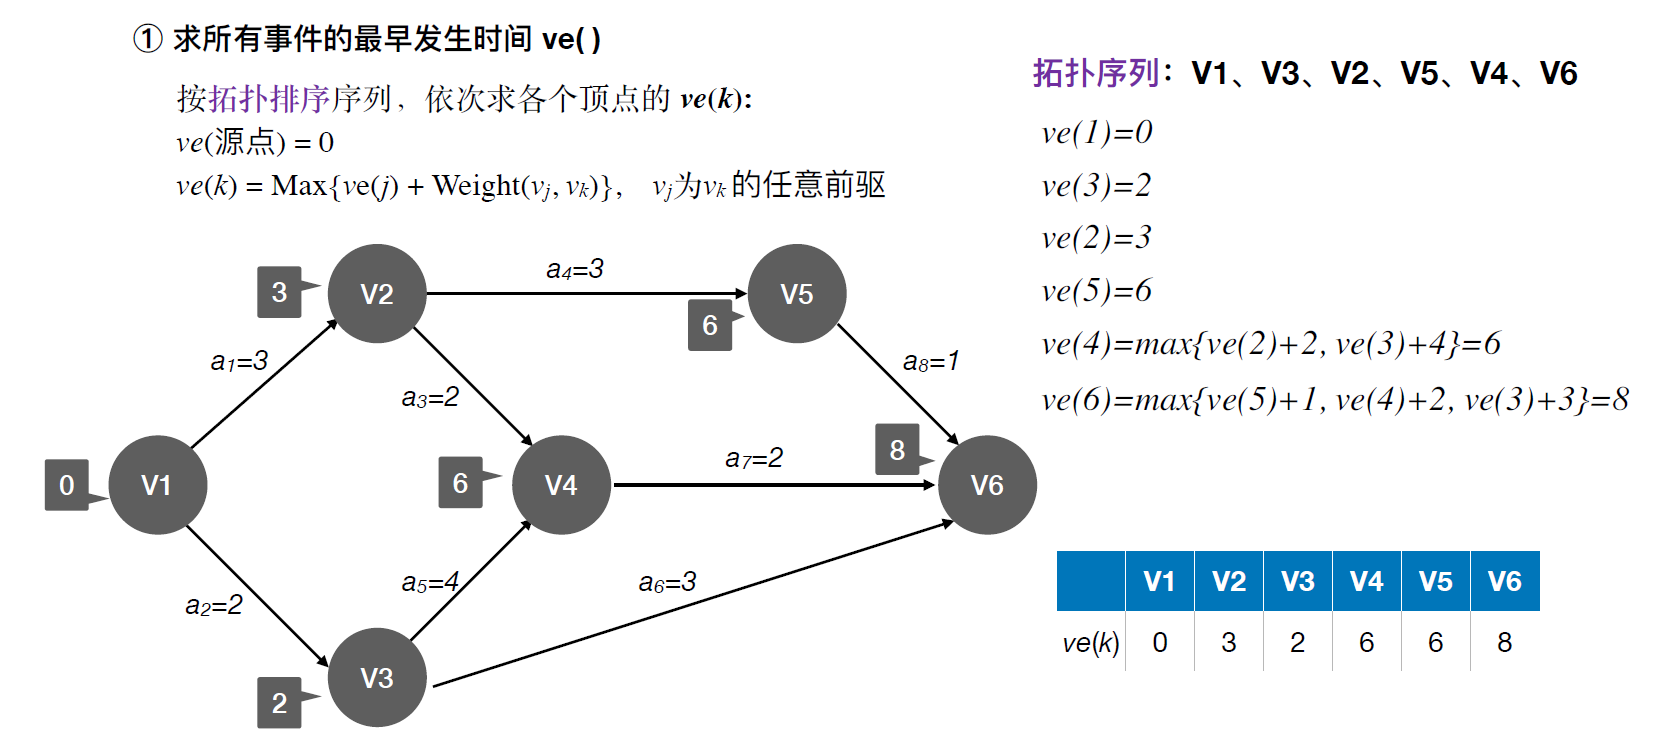 ① 求所有事件的最早发生时间 ve( )
按拓扑排序序列，依次求各个顶点的 ve(k):
ve(源点) = 0
ve(k) = Max{ve(j) + Weight(vj, vk)}, vj为vk 的任意前驱
拓扑序列：V1、V3、V2、V5、V4、V6
ve(1)=0
ve(3)=2
ve(2)=3
ve(5)=6
ve(4)=max{ve(2)+2, ve(3)+4}=6
ve(6)=max{ve(5)+1, ve(4)+2, ve(3)+3}=8
3
V2
a4=3
V5
6
a1=3
a3=2
a8=1
0
V1
6
V4
a7=2
8
V6
a2=2
a5=4
a6=3
2
V3
V1 V2 V3 V4 V5 V6
ve(k) 0 3 2 6 6 8